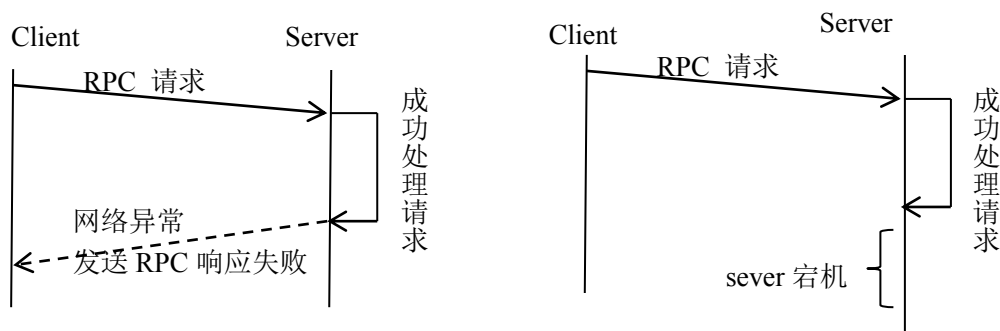 Client
Server
RPC 请求
成功处理请求
网络异常
发送 RPC 响应失败
Client
Server
RPC 请求
成功处理请求
sever 宕机